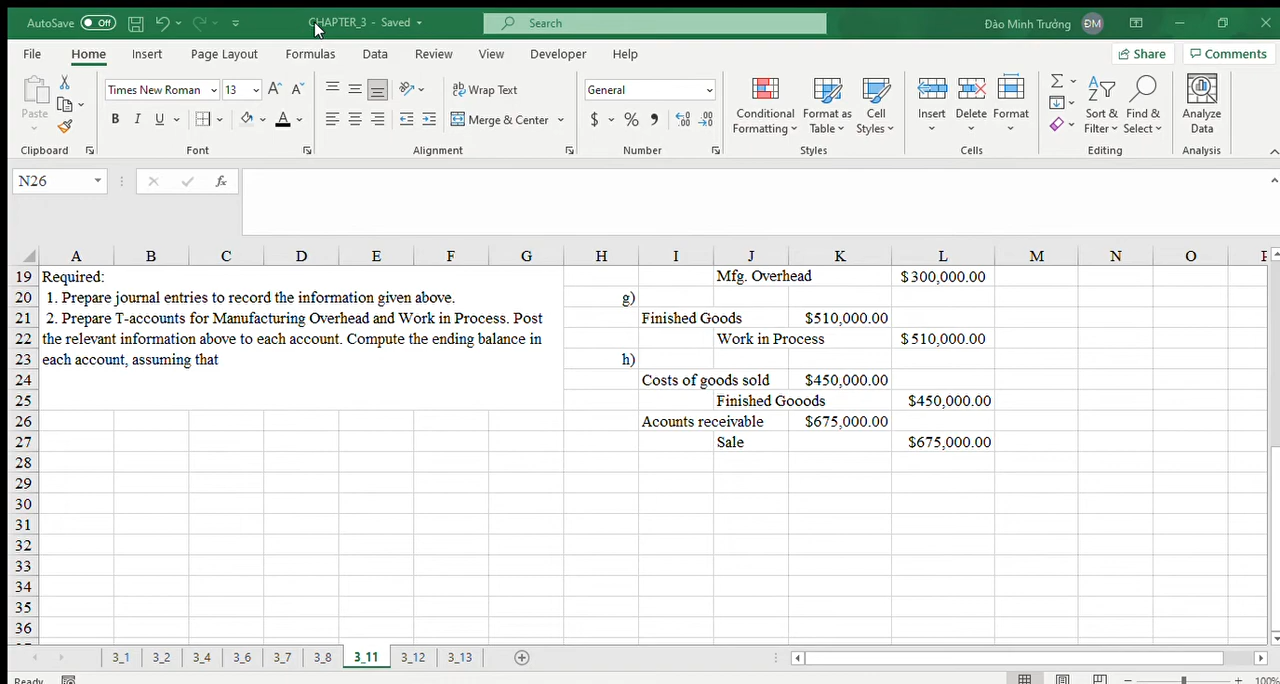 AutoSave Off CHAPTER_3 - Saved Search Đào Minh Trưởng ĐM
File Home Insert Page Layout Formulas Data Review View Developer Help Share Comments
Paste Times New Roman 13 A^ A˅ Wrap Text General Conditional Formatting Format as Table Cell Styles Insert Delete Format Sort & Filter Find & Select Analyze Data
B I U A Merge & Center $ % ,
Clipboard Font Alignment Number Styles Cells Editing Analysis
N26 fx
A B C D E F G H I J K L M N O P
19 Required: Mfg. Overhead $300,000.00
20 1. Prepare journal entries to record the information given above. g)
21 2. Prepare T-accounts for Manufacturing Overhead and Work in Process. Post Finished Goods $510,000.00
22 the relevant information above to each account. Compute the ending balance in Work in Process $510,000.00
23 each account, assuming that h)
24 Costs of goods sold $450,000.00
25 Finished Gooods $450,000.00
26 Acounts receivable $675,000.00
27 Sale $675,000.00
28
29
30
31
32
33
34
35
36
3_1 3_2 3_4 3_6 3_7 3_8 3_11 3_12 3_13
Ready 100%